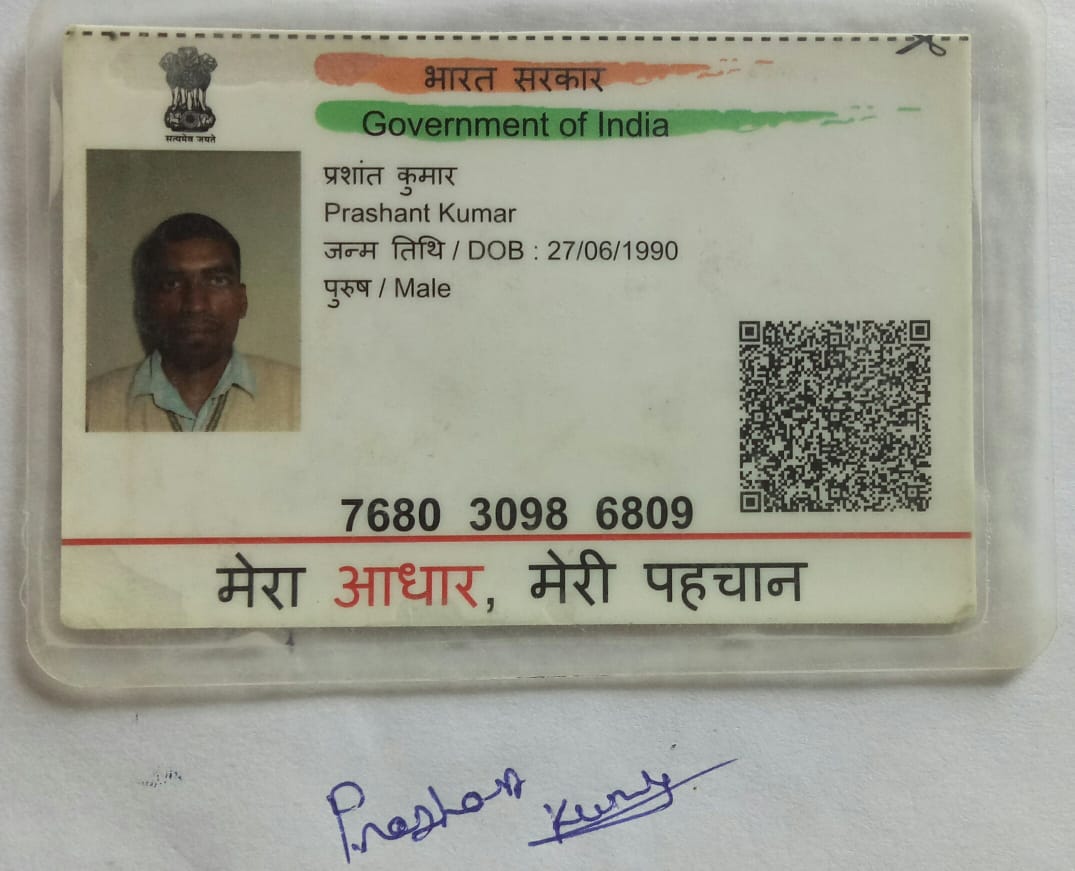 सत्यमेव जयते
भारत सरकार
Government of India
प्रशांत कुमार
Prashant Kumar
जन्म तिथि / DOB : 27/06/1990
पुरुष / Male
7680 3098 6809
मेरा आधार, मेरी पहचान
Prashant Kumar